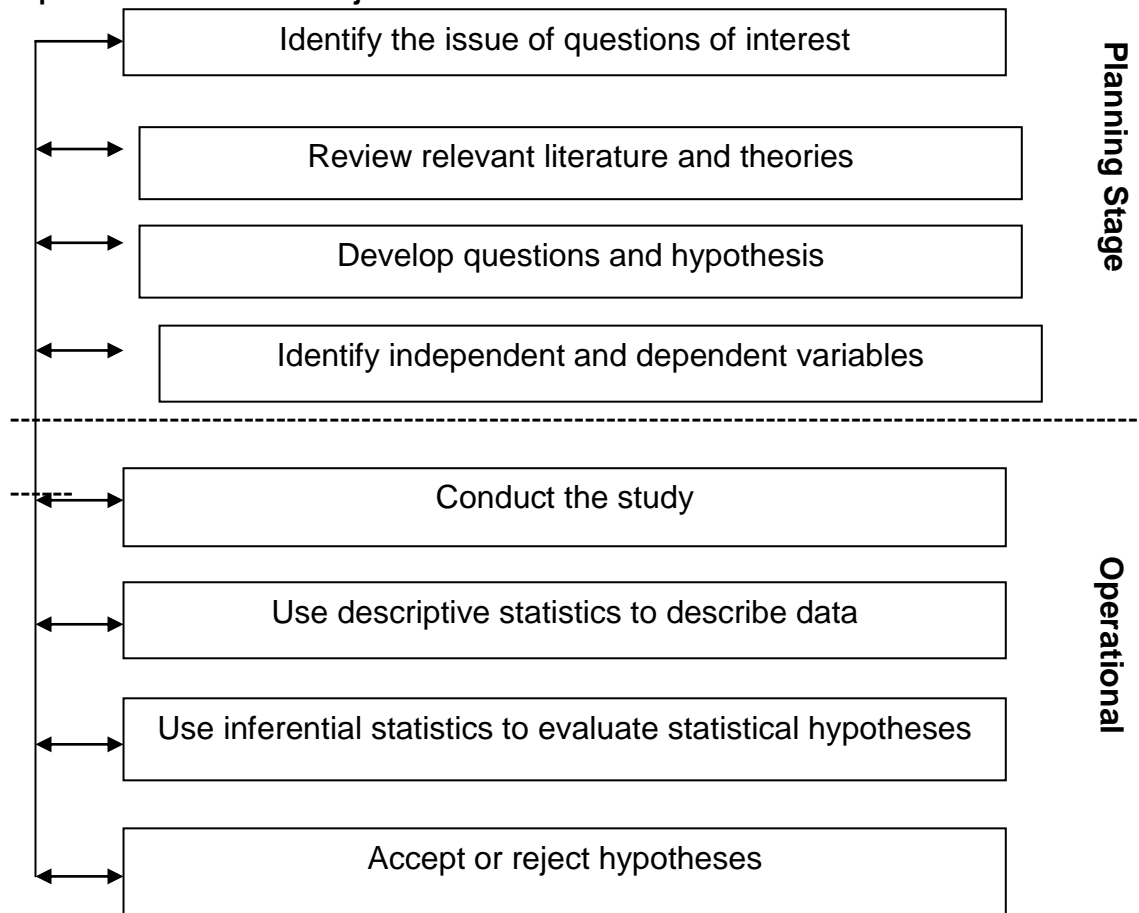 Identify the issue of questions of interest
Review relevant literature and theories
Develop questions and hypothesis
Identify independent and dependent variables
Planning Stage
Conduct the study
Use descriptive statistics to describe data
Use inferential statistics to evaluate statistical hypotheses
Accept or reject hypotheses
Operational